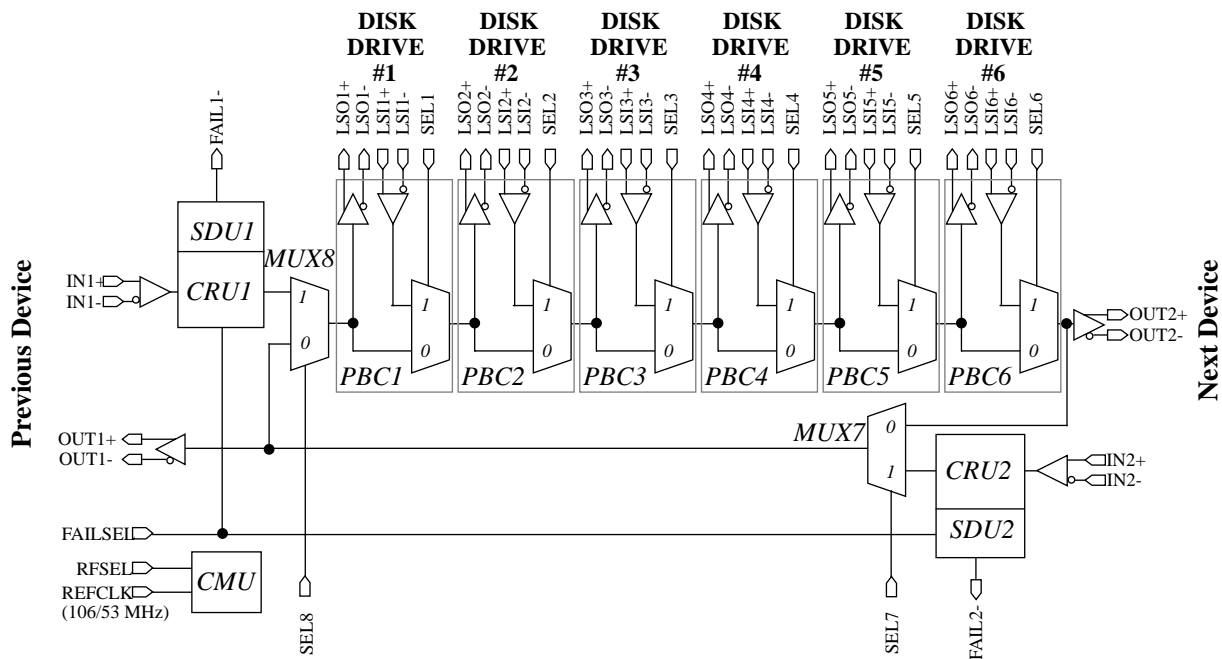 DISK
DRIVE
#1
DISK
DRIVE
#2
DISK
DRIVE
#3
DISK
DRIVE
#4
DISK
DRIVE
#5
DISK
DRIVE
#6
LSO1+
LSO1-
LSI1+
LSI1-
SEL1
LSO2+
LSO2-
LSI2+
LSI2-
SEL2
LSO3+
LSO3-
LSI3+
LSI3-
SEL3
LSO4+
LSO4-
LSI4+
LSI4-
SEL4
LSO5+
LSO5-
LSI5+
LSI5-
SEL5
LSO6+
LSO6-
LSI6+
LSI6-
SEL6
FAIL1-
SDU1
CRU1
MUX8
IN1+
IN1-
1
0
1
0
PBC1
1
0
PBC2
1
0
PBC3
1
0
PBC4
1
0
PBC5
1
0
PBC6
OUT2+
OUT2-
Previous Device
Next Device
OUT1+
OUT1-
MUX7
0
1
CRU2
IN2+
IN2-
SDU2
FAILSEL
RFSEL
REFCLK
(106/53 MHz)
CMU
SEL8
SEL7
FAIL2-